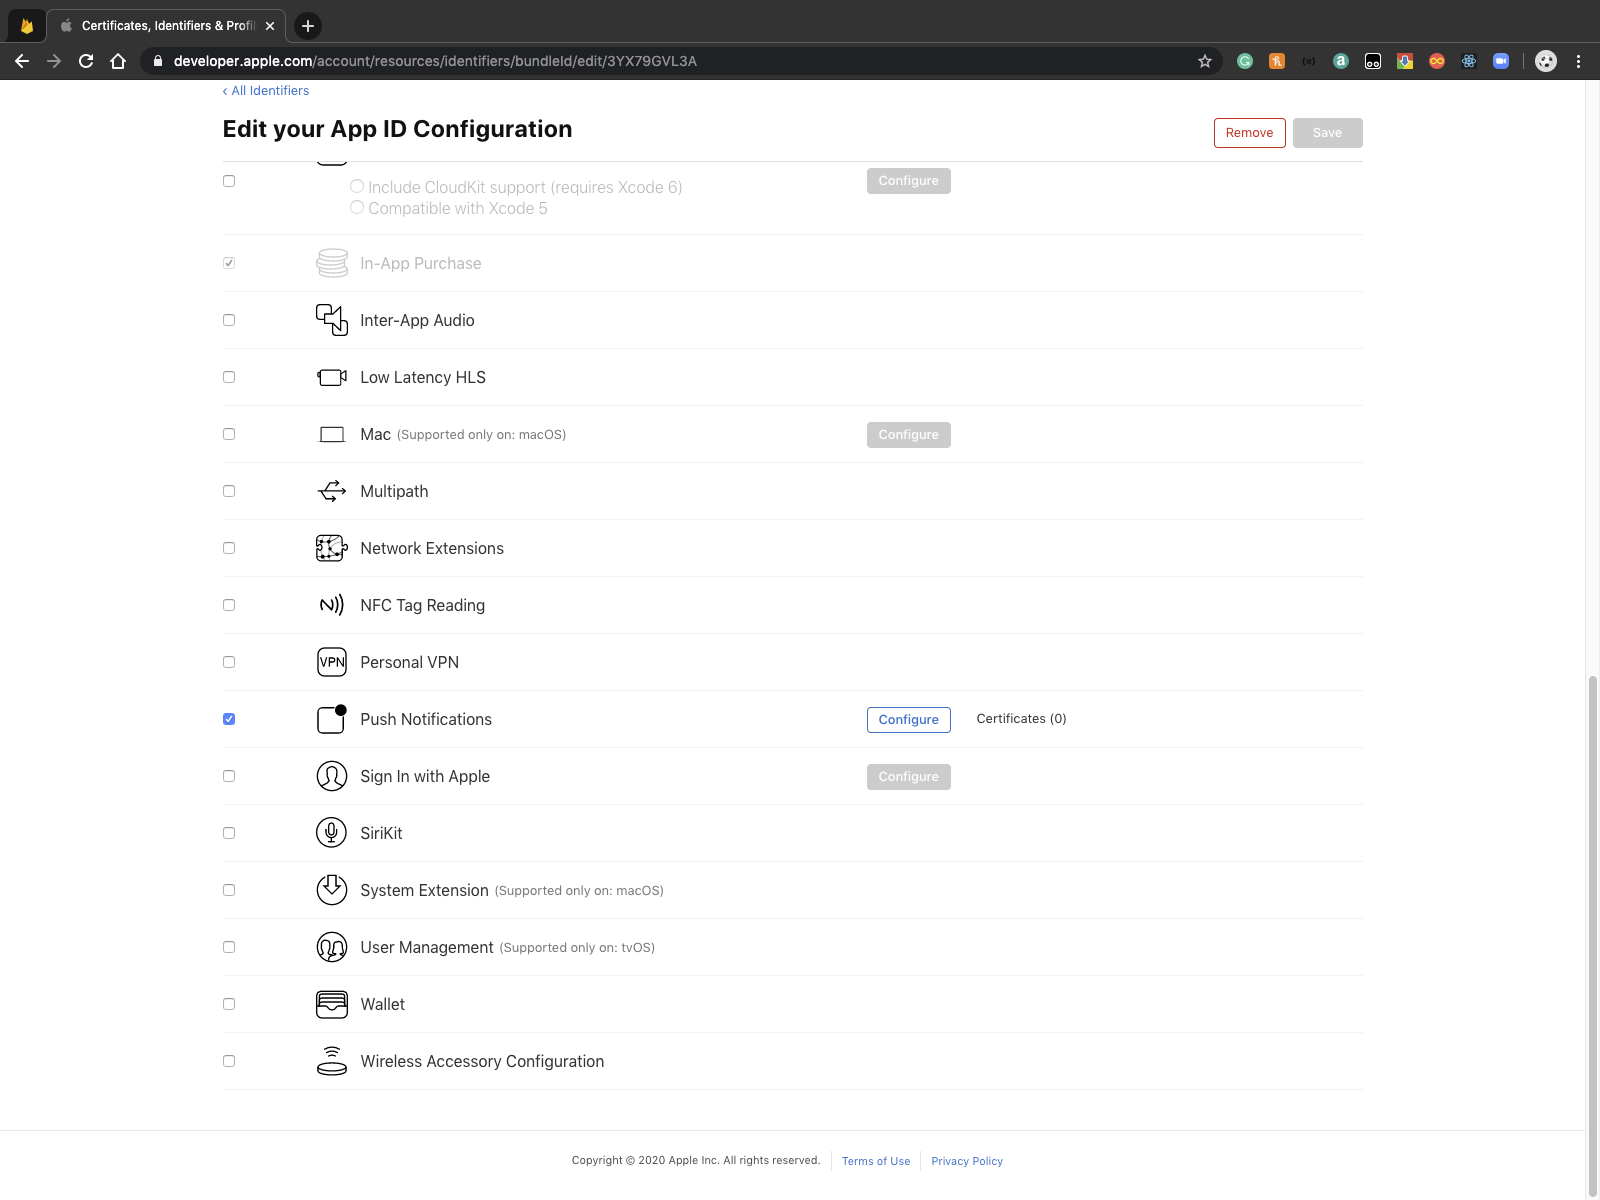 Certificates, Identifiers & Profi
developer.apple.com/account/resources/identifiers/bundleId/edit/3YX79GVL3A
‹ All Identifiers
Edit your App ID Configuration
Remove
Save
Configure
Include CloudKit support (requires Xcode 6)
Compatible with Xcode 5
In-App Purchase
Inter-App Audio
Low Latency HLS
Mac (Supported only on: macOS)
Configure
Multipath
Network Extensions
NFC Tag Reading
VPN
Personal VPN
Push Notifications
Configure
Certificates (0)
Sign In with Apple
Configure
SiriKit
System Extension (Supported only on: macOS)
User Management (Supported only on: tvOS)
Wallet
Wireless Accessory Configuration
Copyright © 2020 Apple Inc. All rights reserved.
Terms of Use
Privacy Policy